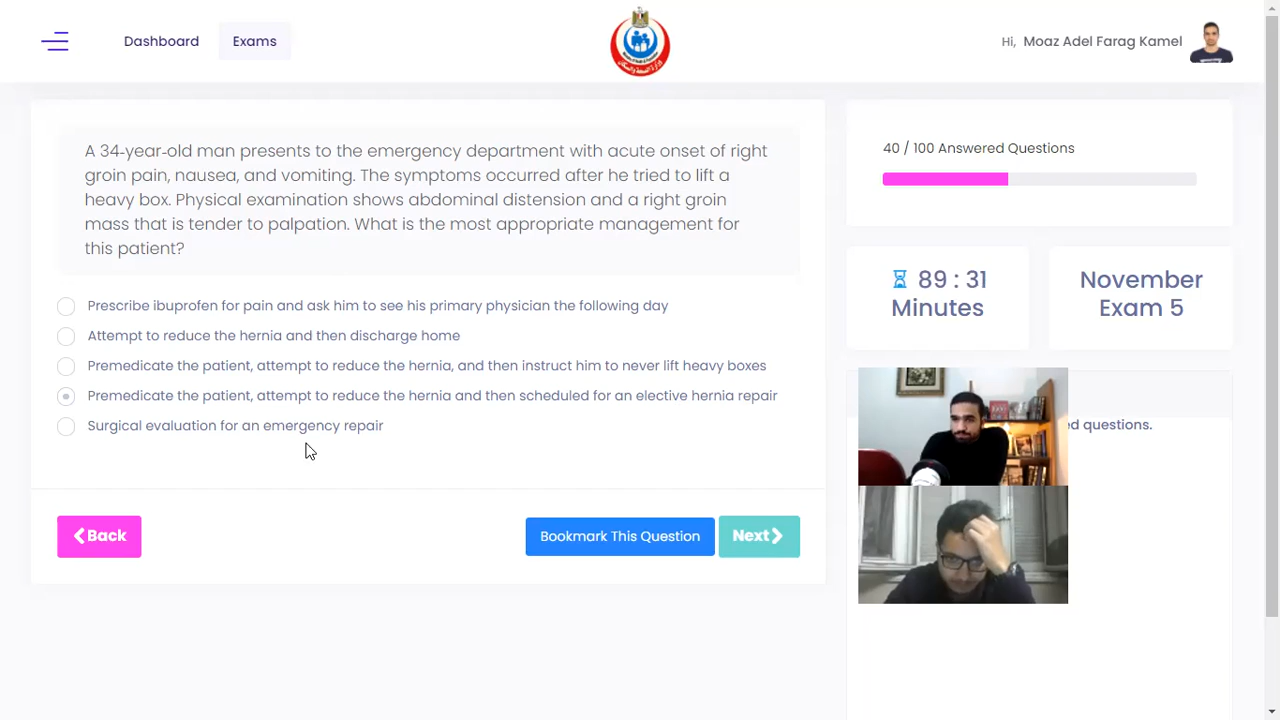 Dashboard
Exams
Hi, Moaz Adel Farag Kamel
A 34-year-old man presents to the emergency department with acute onset of right
groin pain, nausea, and vomiting. The symptoms occurred after he tried to lift a
heavy box. Physical examination shows abdominal distension and a right groin
mass that is tender to palpation. What is the most appropriate management for
this patient?
Prescribe ibuprofen for pain and ask him to see his primary physician the following day
Attempt to reduce the hernia and then discharge home
Premedicate the patient, attempt to reduce the hernia, and then instruct him to never lift heavy boxes
Premedicate the patient, attempt to reduce the hernia and then scheduled for an elective hernia repair
Surgical evaluation for an emergency repair
Back
Bookmark This Question
Next
40 / 100 Answered Questions
89 : 31
Minutes
November
Exam 5
ed questions.